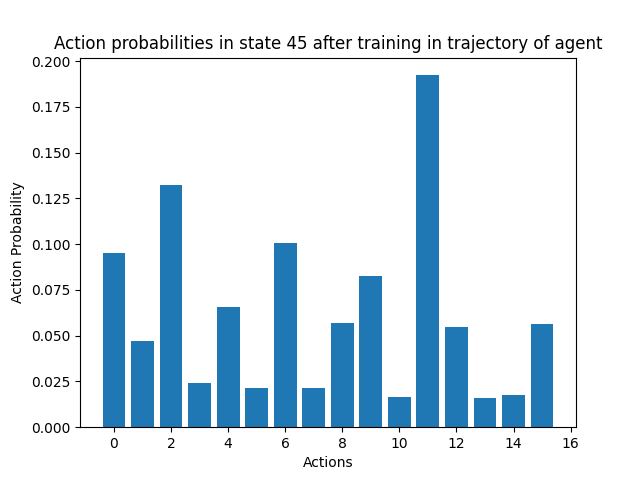 Action probabilities in state 45 after training in trajectory of agent
0.200
0.175
0.150
0.125
0.100
0.075
0.050
0.025
0.000
Action Probability
0 2 4 6 8 10 12 14 16
Actions